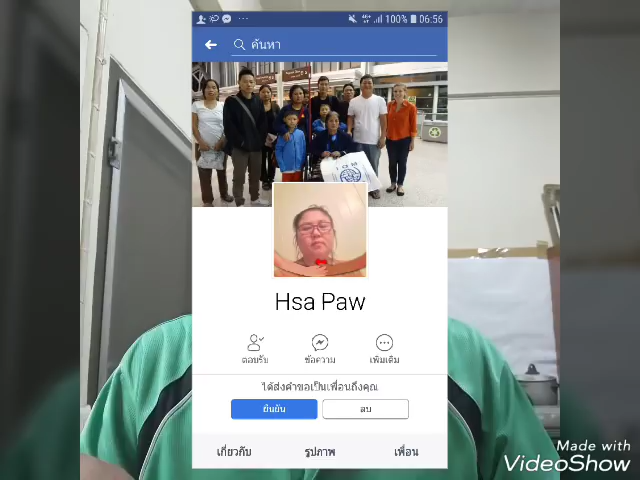 100% 06:56
ค้นหา
IOM
Hsa Paw
ตอบรับ ข้อความ เพิ่มเติม
ได้ส่งคำขอเป็นเพื่อนถึงคุณ
ยืนยัน ลบ
เกี่ยวกับ รูปภาพ เพื่อน
Made with
VideoShow